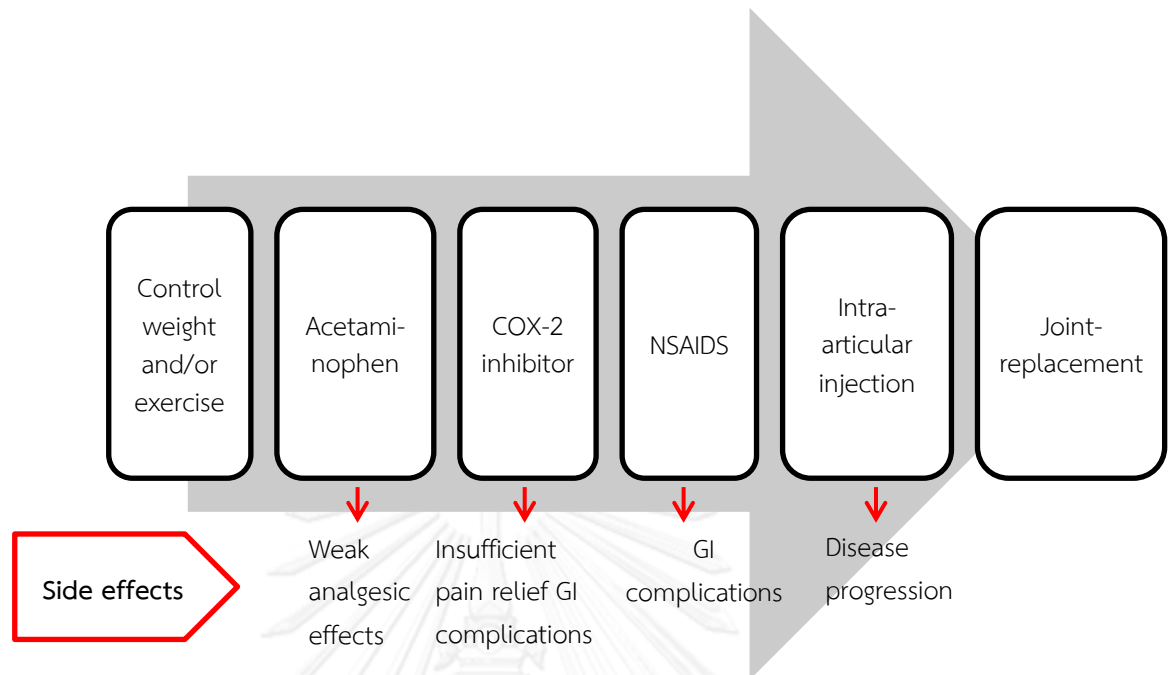 Control
weight
and/or
exercise
Acetami-
nophen
COX-2
inhibitor
NSAIDS
Intra-
articular
injection
Joint-
replacement
Side effects
Weak
analgesic
effects
Insufficient
pain relief GI
complications
GI
complications
Disease
progression